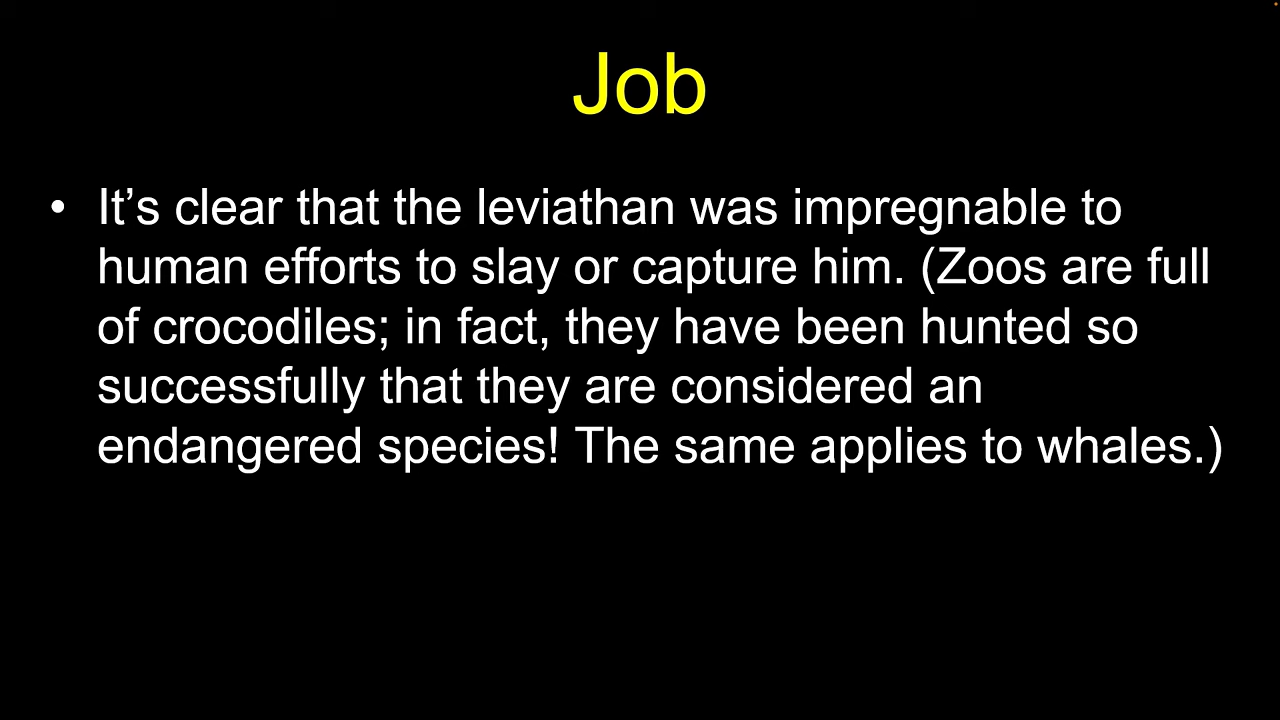 Job
• It’s clear that the leviathan was impregnable to
human efforts to slay or capture him. (Zoos are full
of crocodiles; in fact, they have been hunted so
successfully that they are considered an
endangered species! The same applies to whales.)